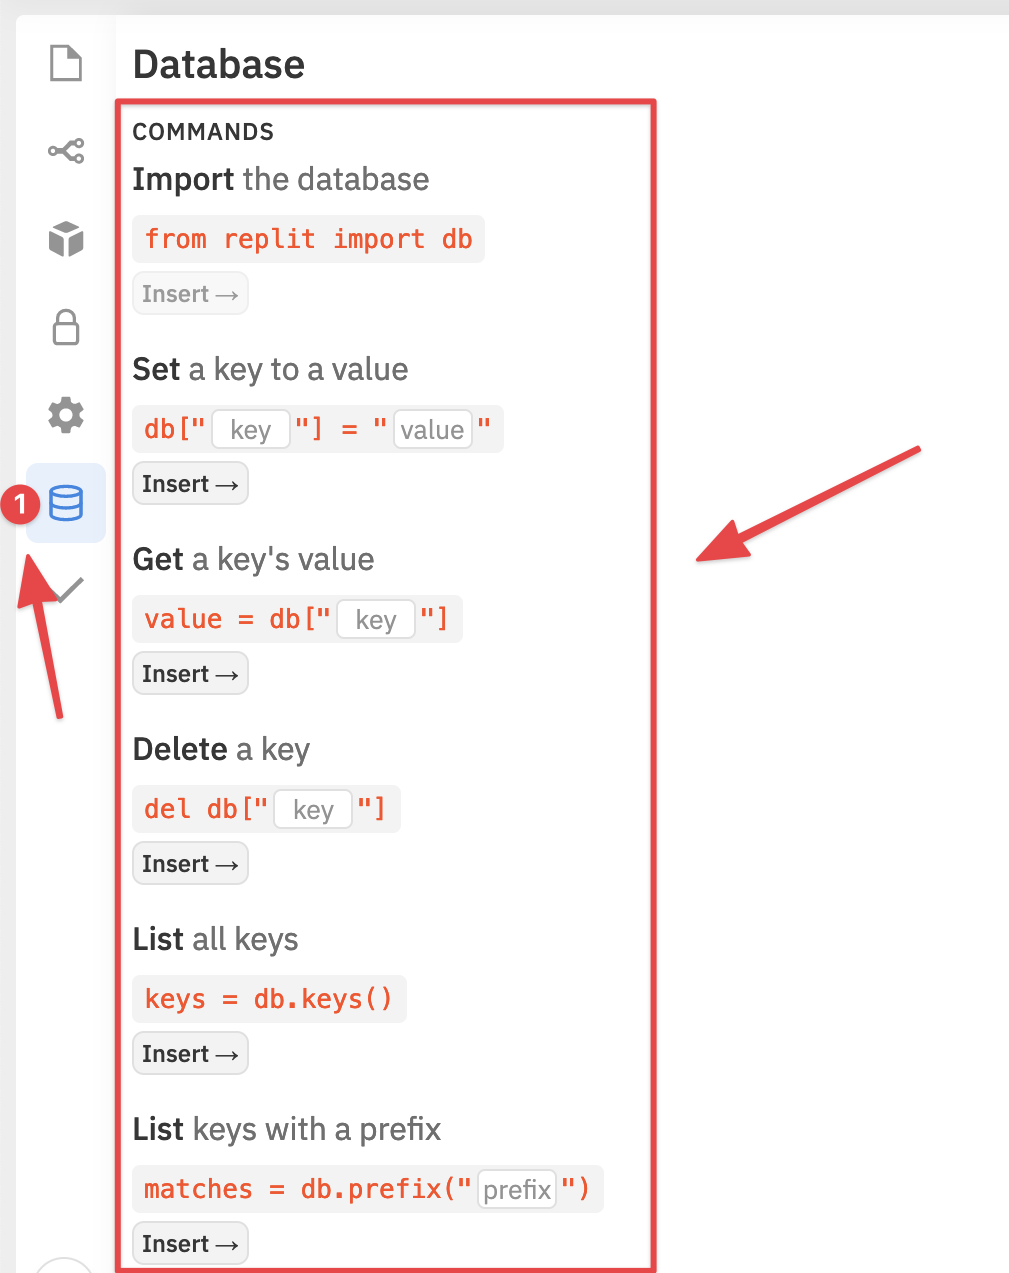 Database
COMMANDS
Import the database
from replit import db
Insert →
Set a key to a value
db["key"] = "value"
Insert →
1
Get a key's value
value = db["key"]
Insert →
Delete a key
del db["key"]
Insert →
List all keys
keys = db.keys()
Insert →
List keys with a prefix
matches = db.prefix("prefix")
Insert →